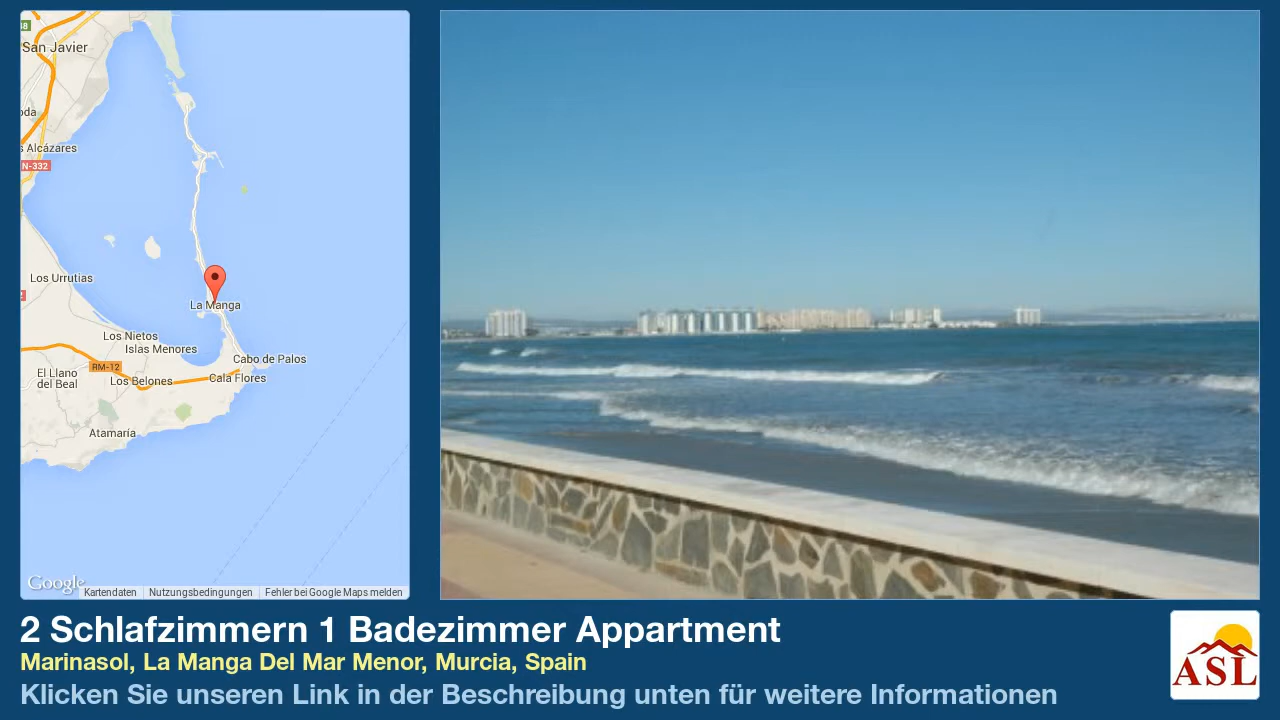 San Javier
Alcázares
N-332
Los Urrutias
La Manga
Los Nietos
Islas Menores
Cabo de Palos
RM-12
El Llano
del Beal
Los Belones
Cala Flores
Atamaría
Google
Kartendaten
Nutzungsbedingungen
Fehler bei Google Maps melden
2 Schlafzimmern 1 Badezimmer Appartment
Marinasol, La Manga Del Mar Menor, Murcia, Spain
Klicken Sie unseren Link in der Beschreibung unten für weitere Informationen
ASL